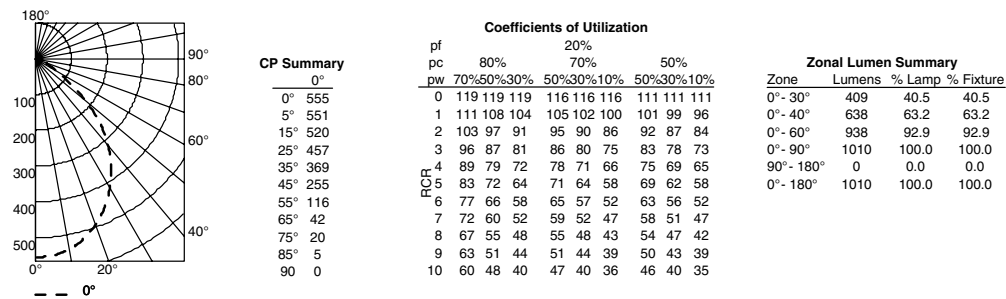 180°
90°
80°
100
60°
200
300
400
40°
500
0° 20°
0°
CP Summary
0°
0° 555
5° 551
15° 520
25° 457
35° 369
45° 255
55° 116
65° 42
75° 20
85° 5
90 0
Coefficients of Utilization
pf 20%
pc 80% 70% 50%
pw 70%50%30% 50%30%10% 50%30%10%
RCR
0 119 119 119 116 116 116 111 111 111
1 111 108 104 105 102 100 101 99 96
2 103 97 91 95 90 86 92 87 84
3 96 87 81 86 80 75 83 78 73
4 89 79 72 78 71 66 75 69 65
5 83 72 64 71 64 58 69 62 58
6 77 66 58 65 57 52 63 56 52
7 72 60 52 59 52 47 58 51 47
8 67 55 48 55 48 43 54 47 42
9 63 51 44 51 44 39 50 43 39
10 60 48 40 47 40 36 46 40 35
Zonal Lumen Summary
Zone Lumens % Lamp % Fixture
0°- 30° 409 40.5 40.5
0°- 40° 638 63.2 63.2
0°- 60° 938 92.9 92.9
0°- 90° 1010 100.0 100.0
90°- 180° 0 0.0 0.0
0°- 180° 1010 100.0 100.0